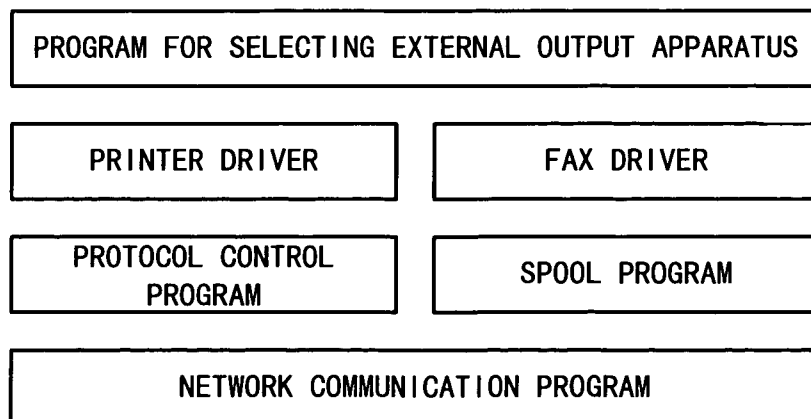 PROGRAM FOR SELECTING EXTERNAL OUTPUT APPARATUS
PRINTER DRIVER
FAX DRIVER
PROTOCOL CONTROL
PROGRAM
SPOOL PROGRAM
NETWORK COMMUNICATION PROGRAM